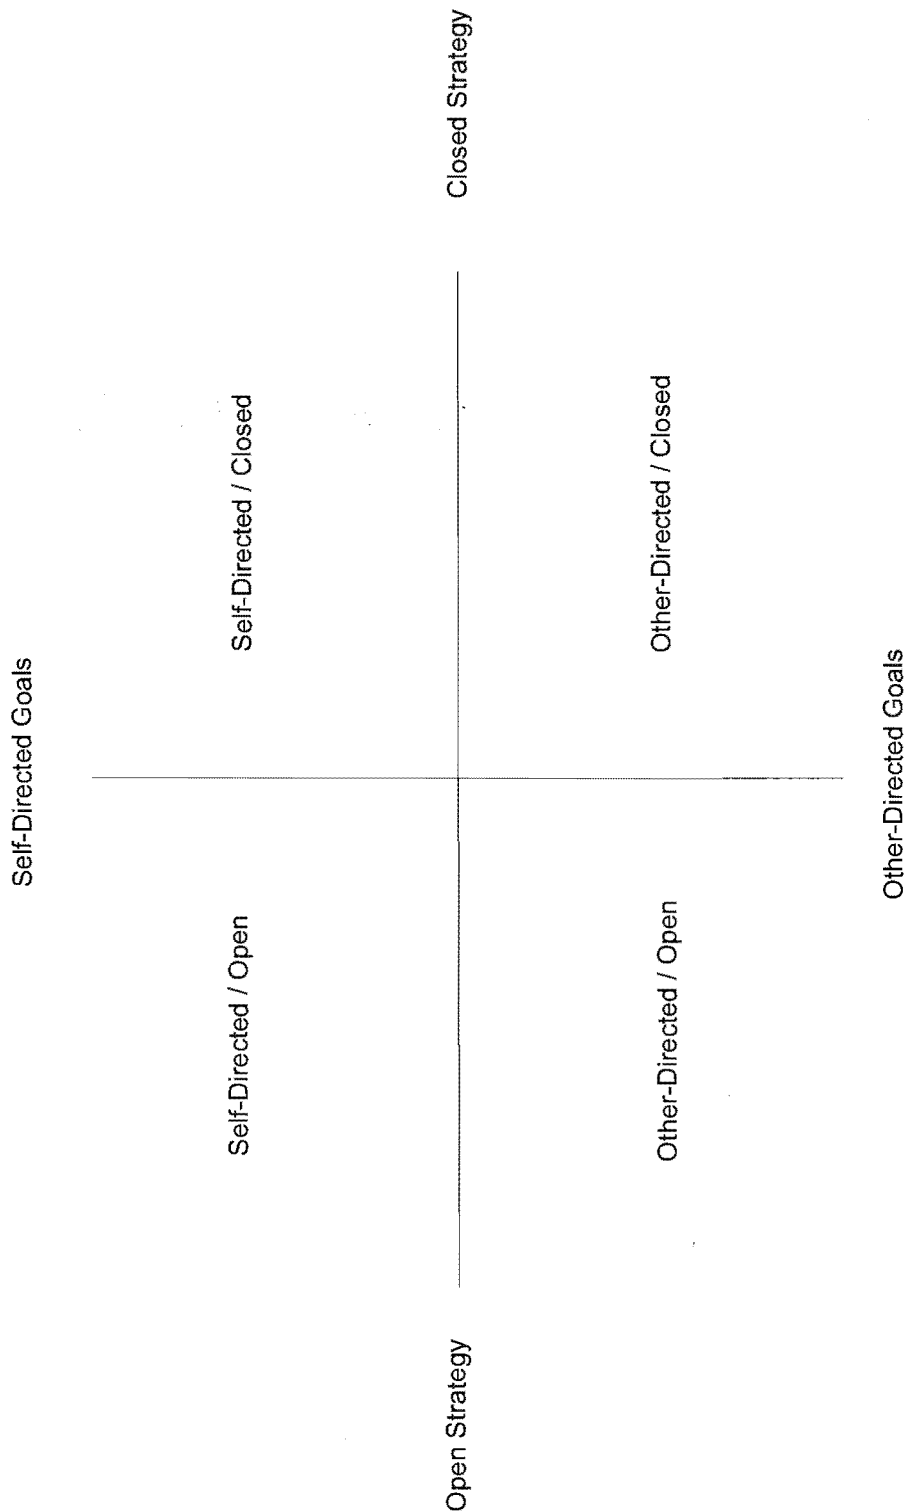 Self-Directed Goals
Self-Directed / Open
Self-Directed / Closed
Open Strategy
Closed Strategy
Other-Directed / Open
Other-Directed / Closed
Other-Directed Goals